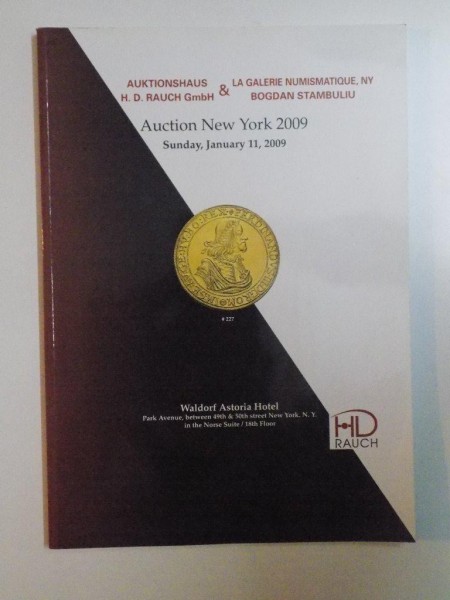 AUKTIONSHAUS
H. D. RAUCH GmbH
&
LA GALERIE NUMISMATIQUE, NY
BOGDAN STAMBULIU
Auction New York 2009
Sunday, January 11, 2009
# 227
Waldorf Astoria Hotel
Park Avenue, between 49th & 50th street New York, N. Y.
in the Norse Suite / 18th Floor
HD
RAUCH